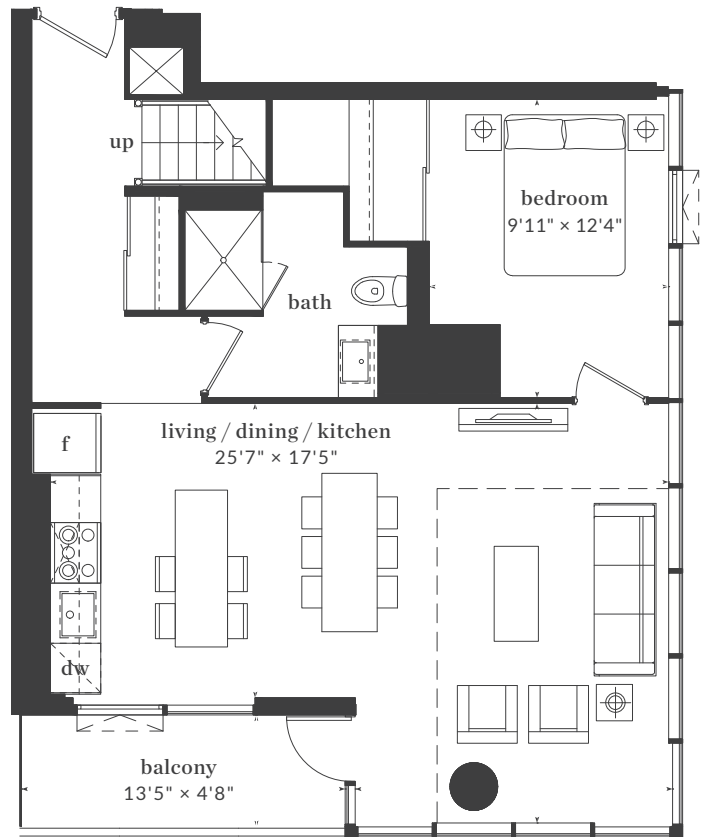 up
bedroom
9'11" × 12'4"
bath
living / dining / kitchen
25'7" × 17'5"
f
dw
balcony
13'5" × 4'8"